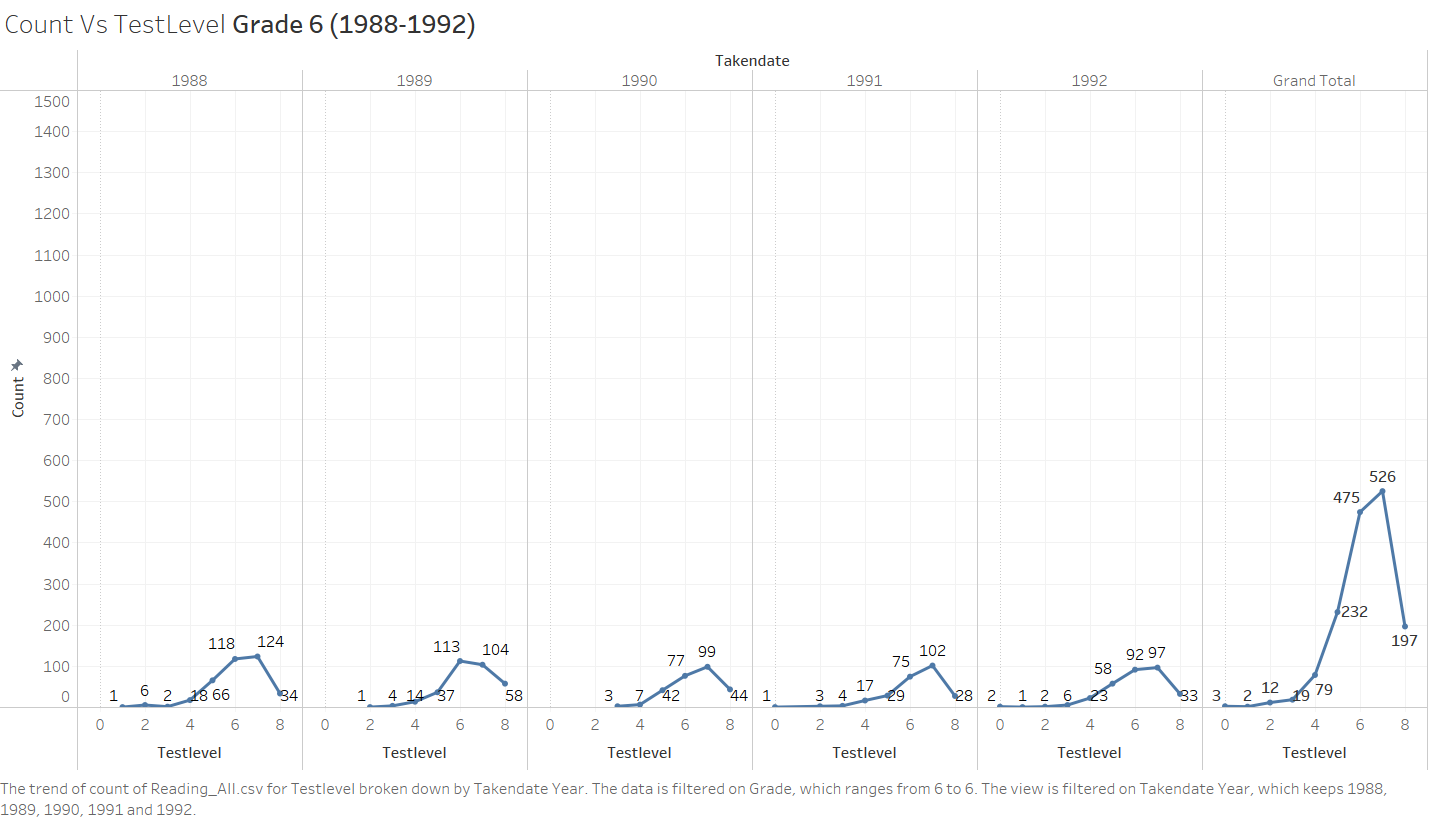 Count Vs TestLevel Grade 6 (1988-1992)
Takendate
1988 1989 1990 1991 1992 Grand Total
1500
1400
1300
1200
1100
1000
900
800
700
600
500
400
300
200
100
0
Count
1 6 2 18 66 118 124 34
1 4 14 37 113 104 58
3 7 42 77 99 44
1 3 4 17 29 75 102 28
2 1 2 6 23 58 92 97 33
3 2 12 19 79 232 475 526 197
0 2 4 6 8 0 2 4 6 8 0 2 4 6 8 0 2 4 6 8 0 2 4 6 8 0 2 4 6 8
Testlevel Testlevel Testlevel Testlevel Testlevel Testlevel
The trend of count of Reading_All.csv for Testlevel broken down by Takendate Year. The data is filtered on Grade, which ranges from 6 to 6. The view is filtered on Takendate Year, which keeps 1988,
1989, 1990, 1991 and 1992.